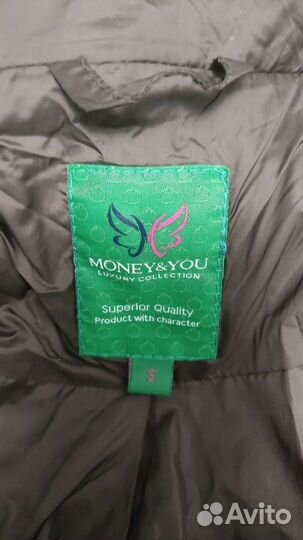 MONEY&YOU
LUXURY COLLECTION
Superior Quality
Product with character
S
Avito